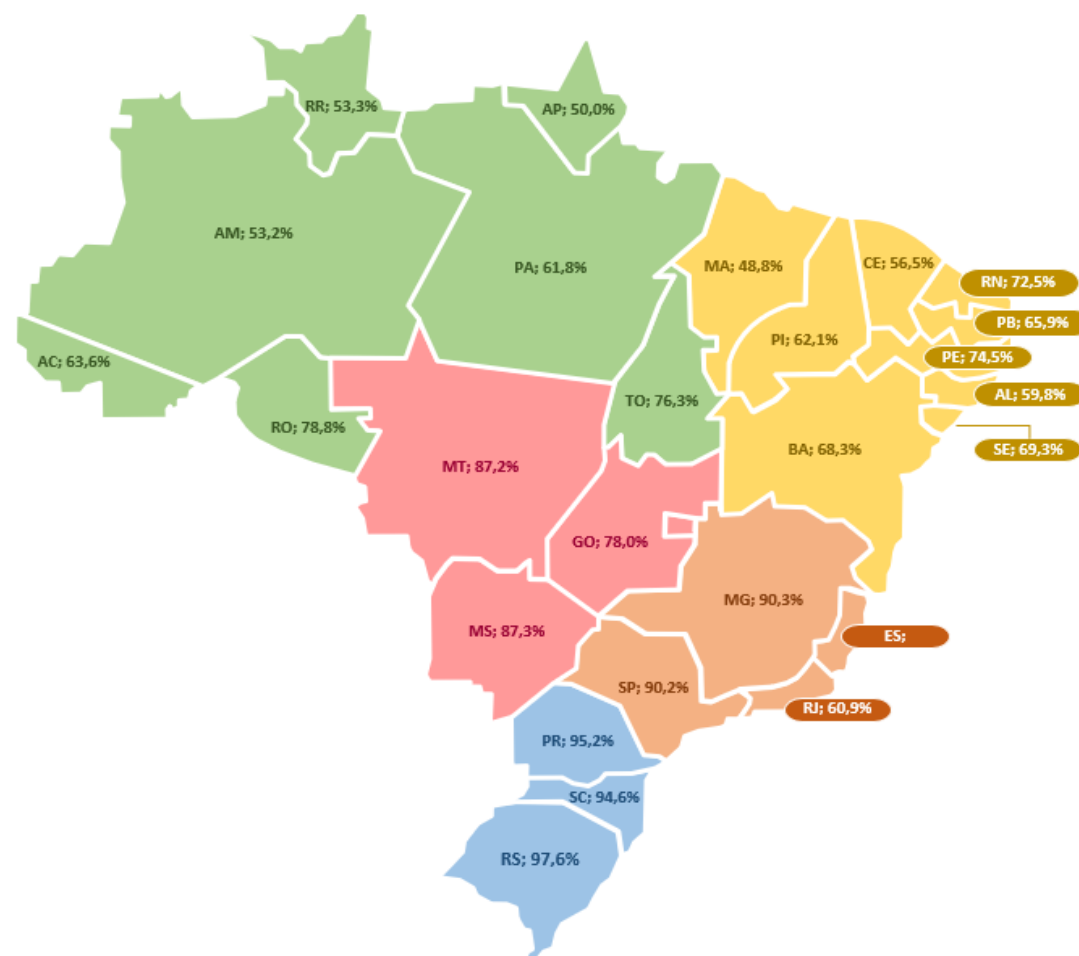 RR; 53,3%
AP; 50,0%
AM; 53,2%
PA; 61,8%
MA; 48,8%
CE; 56,5%
RN; 72,5%
PB; 65,9%
PI; 62,1%
PE; 74,5%
AC; 63,6%
AL; 59,8%
TO; 76,3%
RO; 78,8%
BA; 68,3%
SE; 69,3%
MT; 87,2%
GO; 78,0%
MG; 90,3%
MS; 87,3%
ES;
SP; 90,2%
RJ; 60,9%
PR; 95,2%
SC; 94,6%
RS; 97,6%